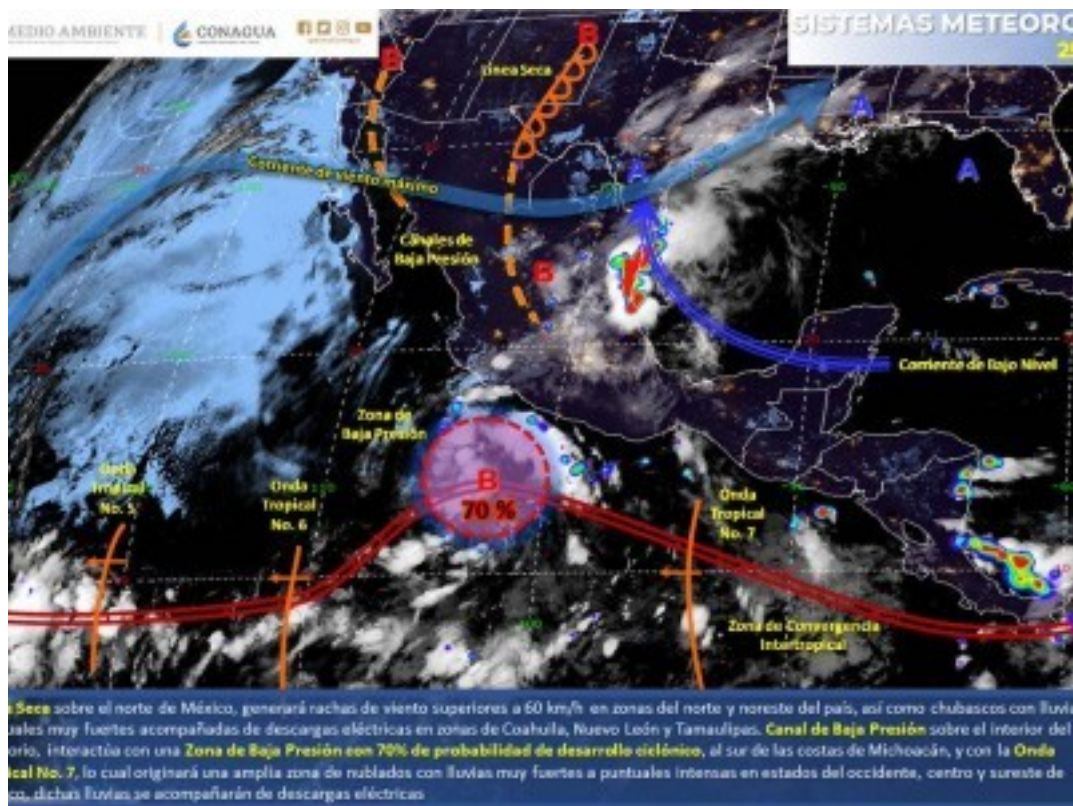 MEDIO AMBIENTE
CONAGUA
SISTEMAS METEORO
B
B
Línea Seca
A
Corriente de viento máximo
A
A
Canales de
Baja Presión
B
Corriente de Bajo Nivel
Zona de
Baja Presión
B
70 %
Onda
Tropical
No. 5
Onda
Tropical
No. 6
Onda
Tropical
No. 7
Zona de Convergencia
Intertropical
a Seca sobre el norte de México, generará rachas de viento superiores a 60 km/h en zonas del norte y noreste del país, así como chubascos con lluvia
uales muy fuertes acompañadas de descargas eléctricas en zonas de Coahuila, Nuevo León y Tamaulipas. Canal de Baja Presión sobre el interior del
orio, interactúa con una Zona de Baja Presión con 70% de probabilidad de desarrollo ciclónico, al sur de las costas de Michoacán, y con la Onda
ical No. 7, lo cual originará una amplia zona de nublados con lluvias muy fuertes a puntuales intensas en estados del occidente, centro y sureste de
co, dichas lluvias se acompañarán de descargas eléctricas